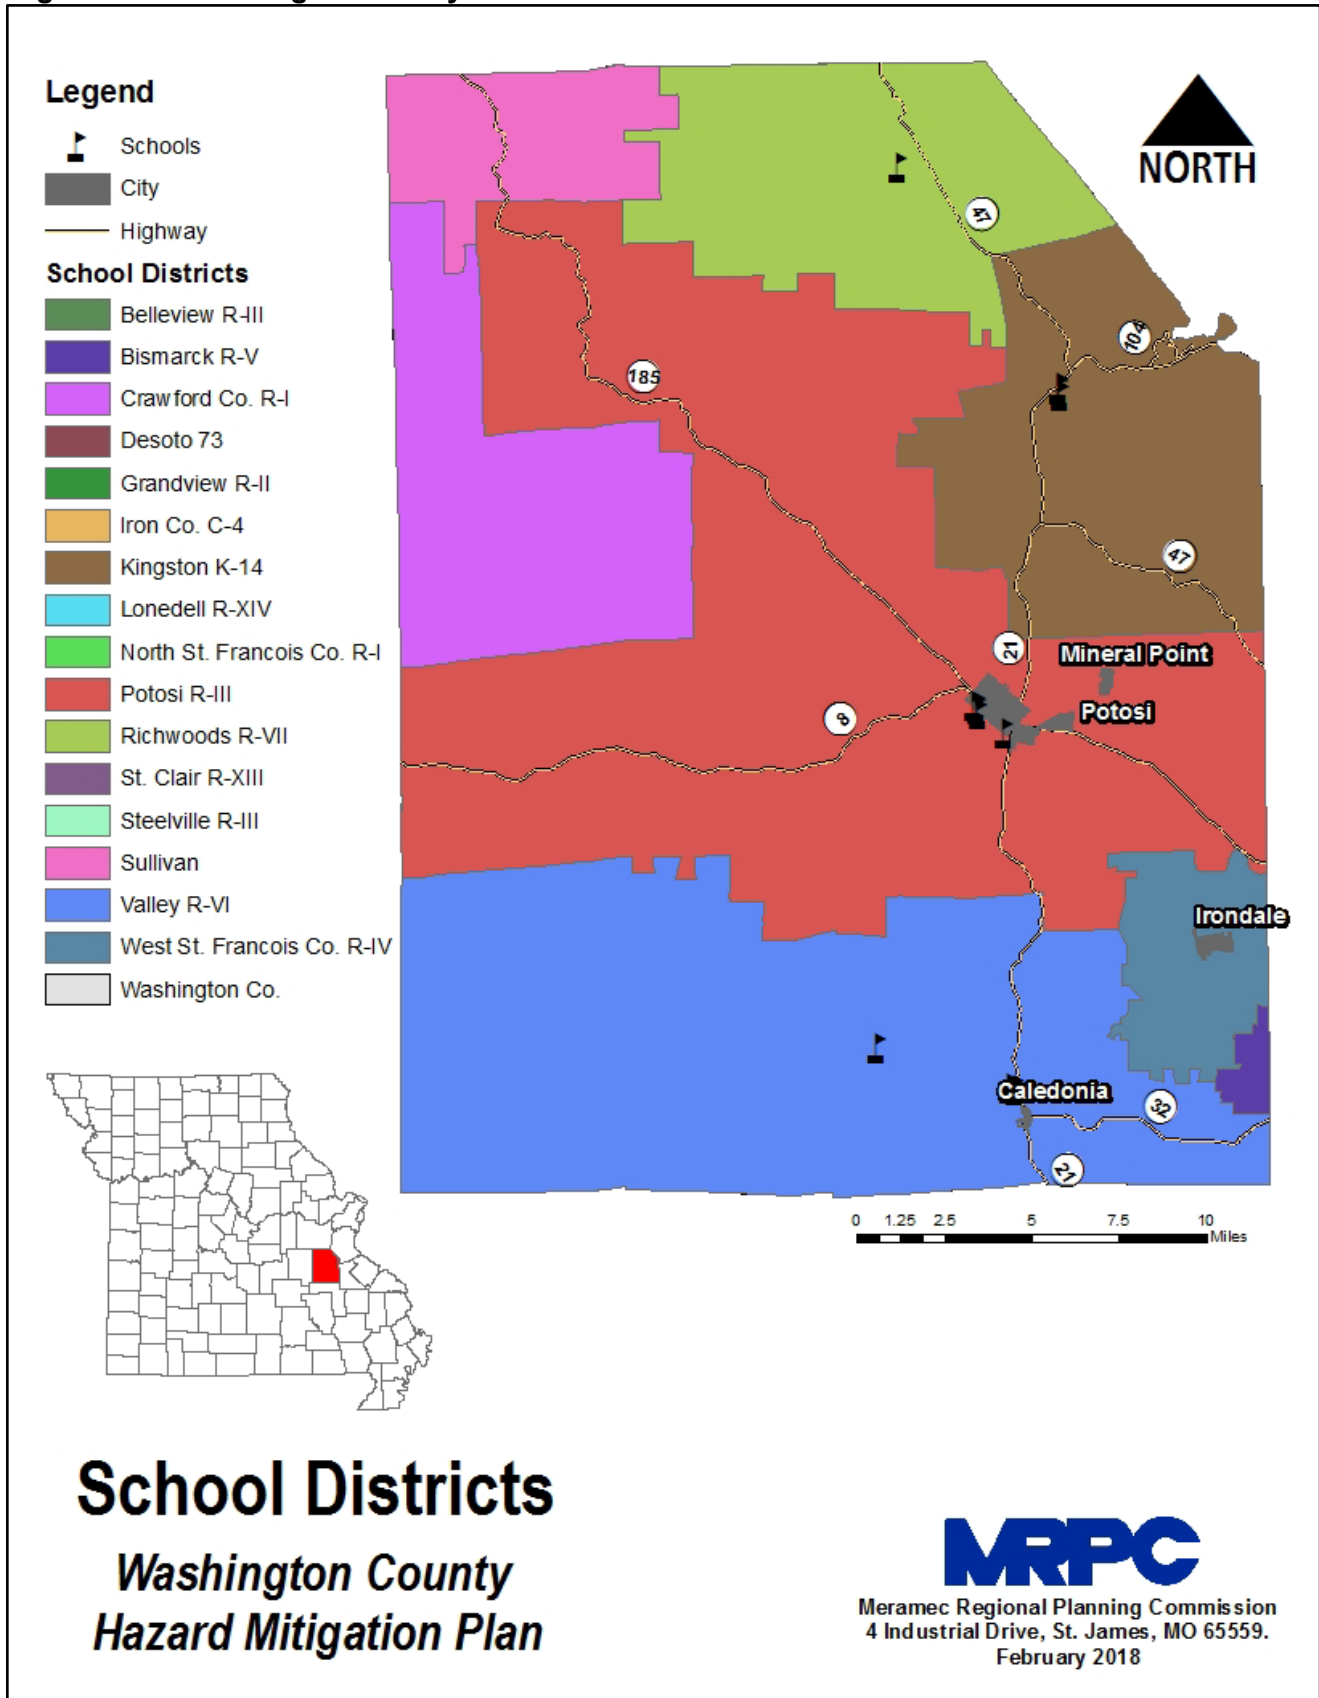 Legend
Schools
City
Highway
School Districts
Belleview R-III
Bismarck R-V
Crawford Co. R-I
Desoto 73
Grandview R-II
Iron Co. C-4
Kingston K-14
Lonedell R-XIV
North St. Francois Co. R-I
Potosi R-III
Richwoods R-VII
St. Clair R-XIII
Steelville R-III
Sullivan
Valley R-VI
West St. Francois Co. R-IV
Washington Co.
NORTH
47
104
185
47
21
Mineral Point
8
Potosi
Irondale
Caledonia
32
21
0 1.25 2.5 5 7.5 10
Miles
School Districts
Washington County
Hazard Mitigation Plan
MRPC
Meramec Regional Planning Commission
4 Industrial Drive, St. James, MO 65559.
February 2018